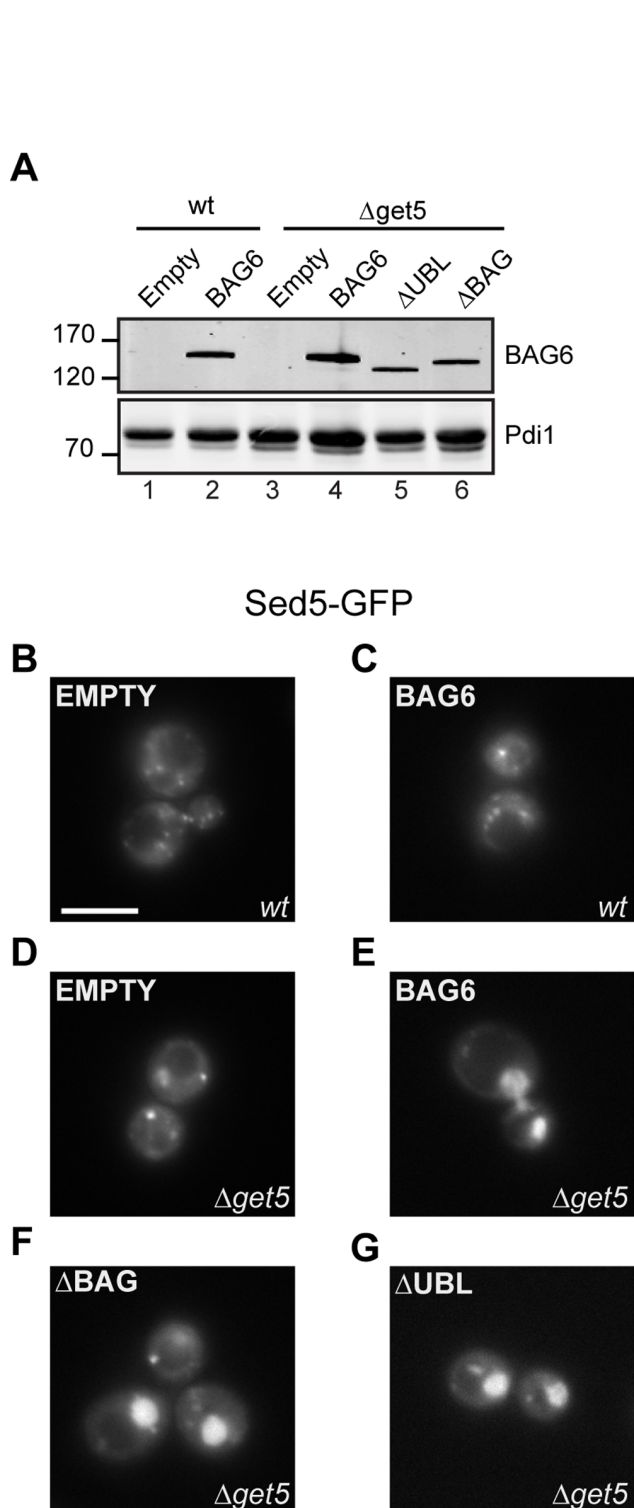 A
wt Δget5
Empty BAG6 Empty BAG6 ΔUBL ΔBAG
170
120
BAG6
70
Pdi1
1 2 3 4 5 6
Sed5-GFP
B C
EMPTY BAG6
wt wt
D E
EMPTY BAG6
Δget5 Δget5
F G
ΔBAG ΔUBL
Δget5 Δget5